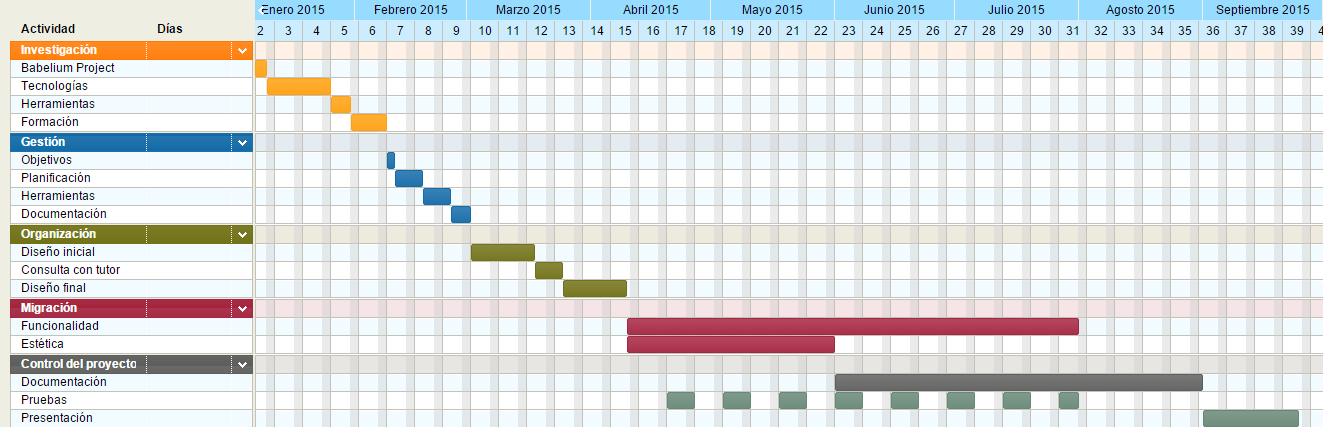 Enero 2015 Febrero 2015 Marzo 2015 Abril 2015 Mayo 2015 Junio 2015 Julio 2015 Agosto 2015 Septiembre 2015
Actividad Días 2 3 4 5 6 7 8 9 10 11 12 13 15 16 17 18 19 20 21 22 23 24 25 26 27 28 29 30 31 32 33 35 36 37 38 39 4
Investigación
Babelium Project
Tecnologías
Herramientas
Formación
Gestión
Objetivos
Planificación
Herramientas
Documentación
Organización
Diseño inicial
Consulta con tutor
Diseño final
Migración
Funcionalidad
Estética
Control del proyecto
Documentación
Pruebas
Presentación